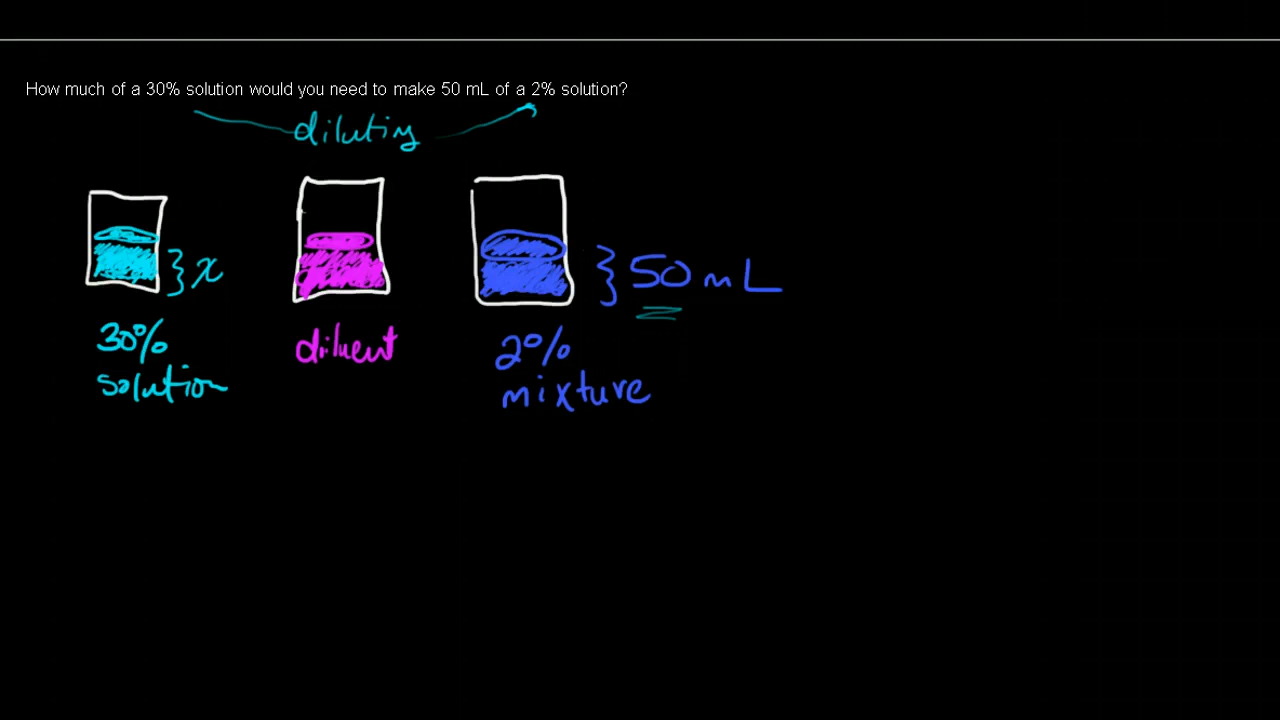 How much of a 30% solution would you need to make 50 mL of a 2% solution?
diluting
} x
} 50 mL
30%
solution
diluent
2%
mixture